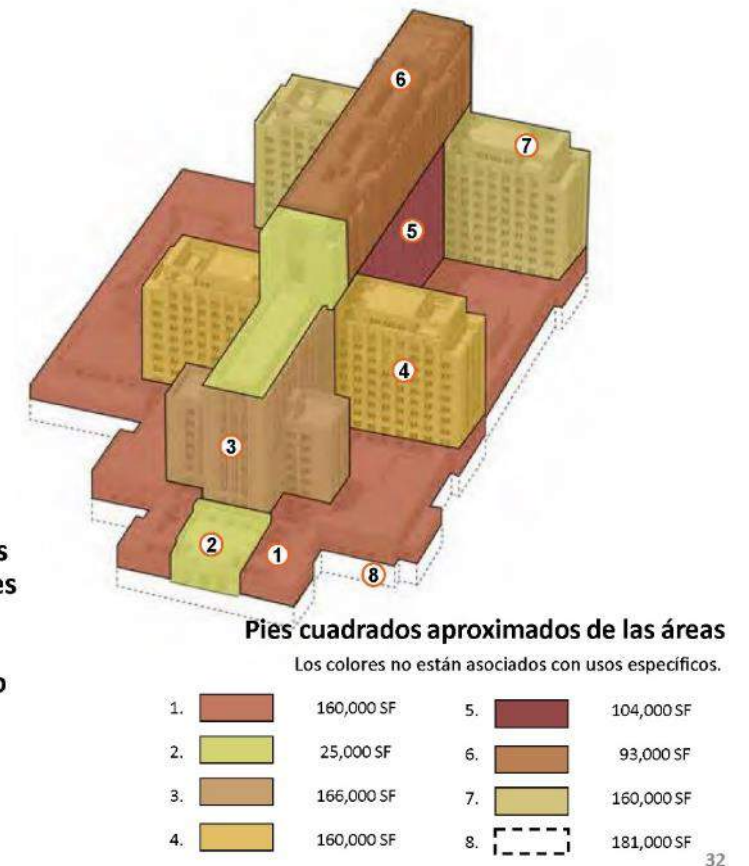 6
7
5
4
3
2
1
8
s
es
o
Pies cuadrados aproximados de las áreas
Los colores no están asociados con usos específicos.
1. 160,000 SF
2. 25,000 SF
3. 166,000 SF
4. 160,000 SF
5. 104,000 SF
6. 93,000 SF
7. 160,000 SF
8. 181,000 SF
32